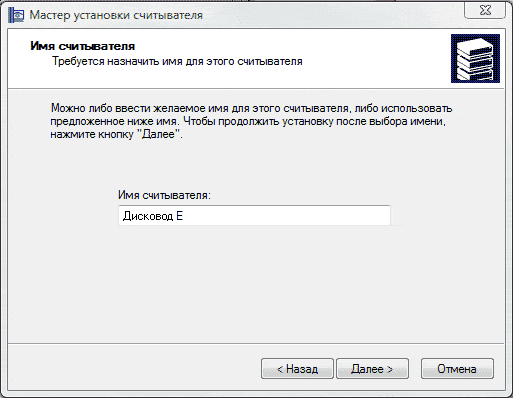 Мастер установки считывателя
Имя считывателя
Требуется назначить имя для этого считывателя
Можно либо ввести желаемое имя для этого считывателя, либо использовать
предложенное ниже имя. Чтобы продолжить установку после выбора имени,
нажмите кнопку "Далее".
Имя считывателя:
Дисковод E
< Назад
Далее >
Отмена